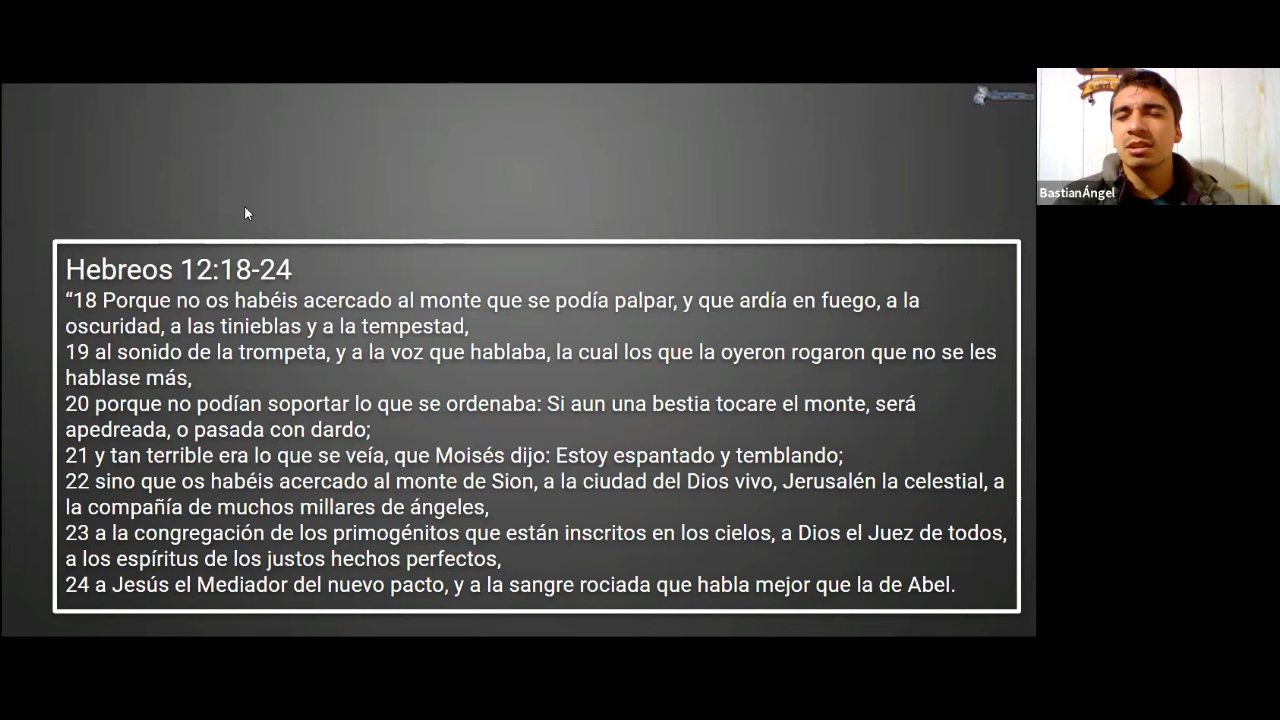 Hebreos 12:18-24
“18 Porque no os habéis acercado al monte que se podía palpar, y que ardía en fuego, a la
oscuridad, a las tinieblas y a la tempestad,
19 al sonido de la trompeta, y a la voz que hablaba, la cual los que la oyeron rogaron que no se les
hablase más,
20 porque no podían soportar lo que se ordenaba: Si aun una bestia tocare el monte, será
apedreada, o pasada con dardo;
21 y tan terrible era lo que se veía, que Moisés dijo: Estoy espantado y temblando;
22 sino que os habéis acercado al monte de Sion, a la ciudad del Dios vivo, Jerusalén la celestial, a
la compañía de muchos millares de ángeles,
23 a la congregación de los primogénitos que están inscritos en los cielos, a Dios el Juez de todos,
a los espíritus de los justos hechos perfectos,
24 a Jesús el Mediador del nuevo pacto, y a la sangre rociada que habla mejor que la de Abel.
BastianÁngel